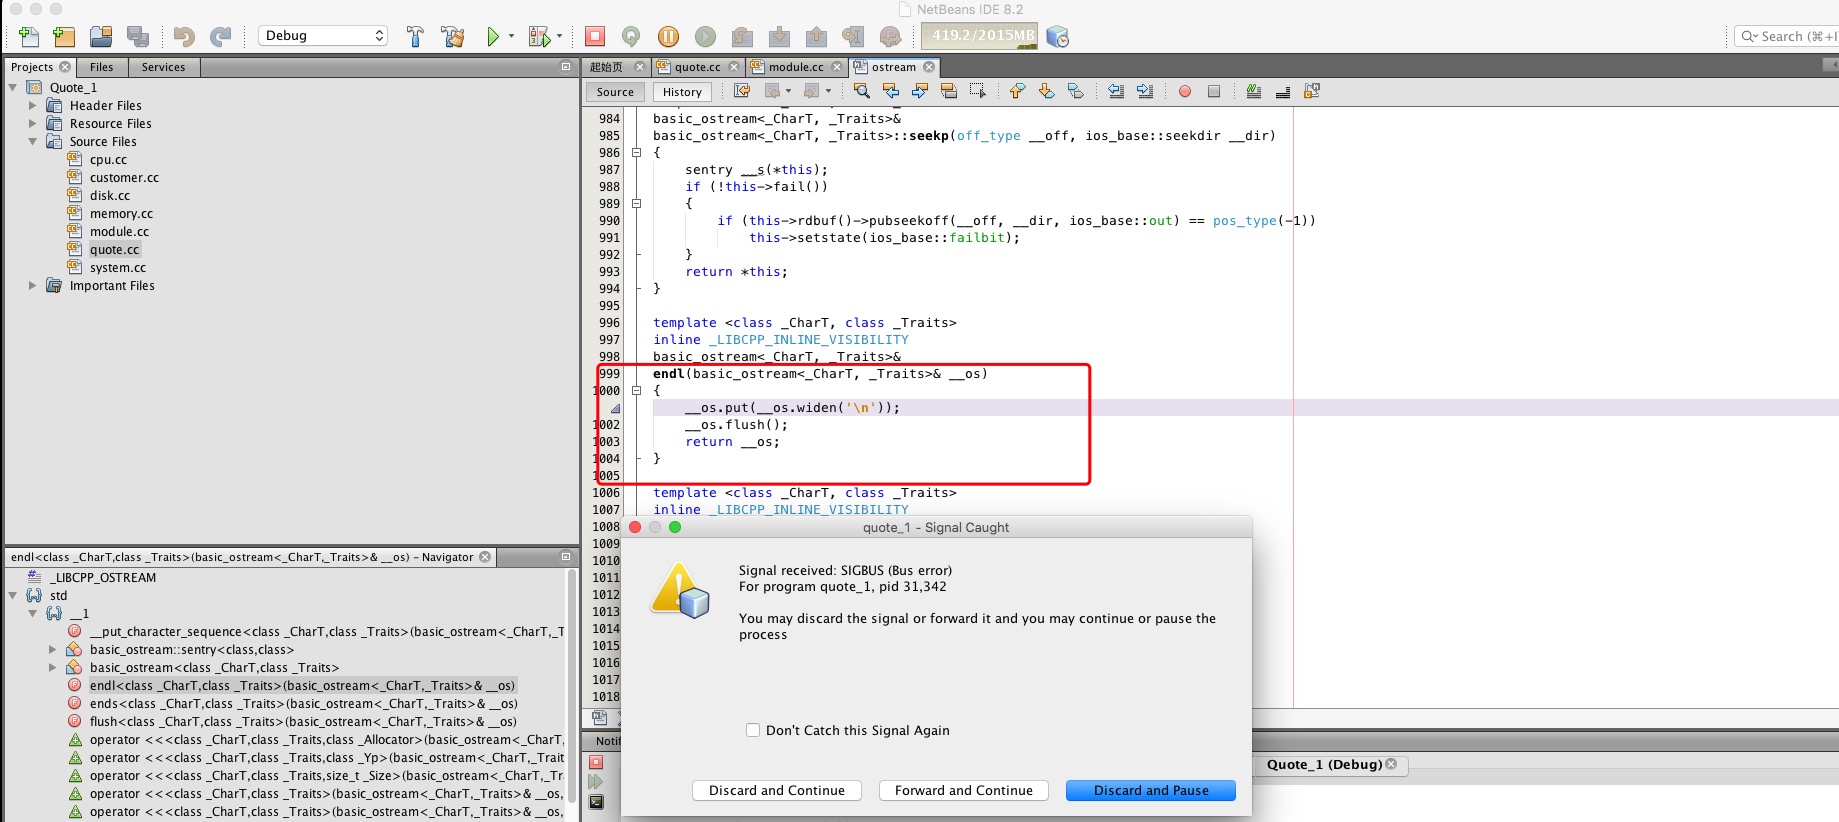 NetBeans IDE 8.2
Debug
419.2/2015MB
Search (⌘+I
Projects
Files
Services
Quote_1
Header Files
Resource Files
Source Files
cpu.cc
customer.cc
disk.cc
memory.cc
module.cc
quote.cc
system.cc
Important Files
起始页
quote.cc
module.cc
ostream
Source
History
984 basic_ostream<_CharT, _Traits>&
985 basic_ostream<_CharT, _Traits>::seekp(off_type __off, ios_base::seekdir __dir)
986 {
987 sentry __s(*this);
988 if (!this->fail())
989 {
990 if (this->rdbuf()->pubseekoff(__off, __dir, ios_base::out) == pos_type(-1))
991 this->setstate(ios_base::failbit);
992 }
993 return *this;
994 }
995
996 template <class _CharT, class _Traits>
997 inline _LIBCPP_INLINE_VISIBILITY
998 basic_ostream<_CharT, _Traits>&
999 endl(basic_ostream<_CharT, _Traits>& __os)
1000 {
__os.put(__os.widen('\n'));
1002 __os.flush();
1003 return __os;
1004 }
1005
1006 template <class _CharT, class _Traits>
1007 inline _LIBCPP_INLINE_VISIBILITY
1008
1009
1010
1011
1012
1013
1014
1015
1016
1017
1018
endl<class _CharT,class _Traits>(basic_ostream<_CharT,_Traits>& __os) - Navigator
_LIBCPP_OSTREAM
std
__1
__put_character_sequence<class _CharT,class _Traits>(basic_ostream<_CharT,_T
basic_ostream::sentry<class,class>
basic_ostream<class _CharT,class _Traits>
endl<class _CharT,class _Traits>(basic_ostream<_CharT,_Traits>& __os)
ends<class _CharT,class _Traits>(basic_ostream<_CharT,_Traits>& __os)
flush<class _CharT,class _Traits>(basic_ostream<_CharT,_Traits>& __os)
operator <<<class _CharT,class _Traits,class _Allocator>(basic_ostream<_CharT,
operator <<<class _CharT,class _Traits,class _Yp>(basic_ostream<_CharT,_Trait
operator <<<class _CharT,class _Traits,size_t _Size>(basic_ostream<_CharT,_Tr
operator <<<class _CharT,class _Traits>(basic_ostream<_CharT,_Traits>& __os,
operator <<<class _CharT,class _Traits>(basic_ostream<_CharT,_Traits>& __os,
quote_1 - Signal Caught
Signal received: SIGBUS (Bus error)
For program quote_1, pid 31,342
You may discard the signal or forward it and you may continue or pause the
process
Don't Catch this Signal Again
Discard and Continue
Forward and Continue
Discard and Pause
Notif
Quote_1 (Debug)